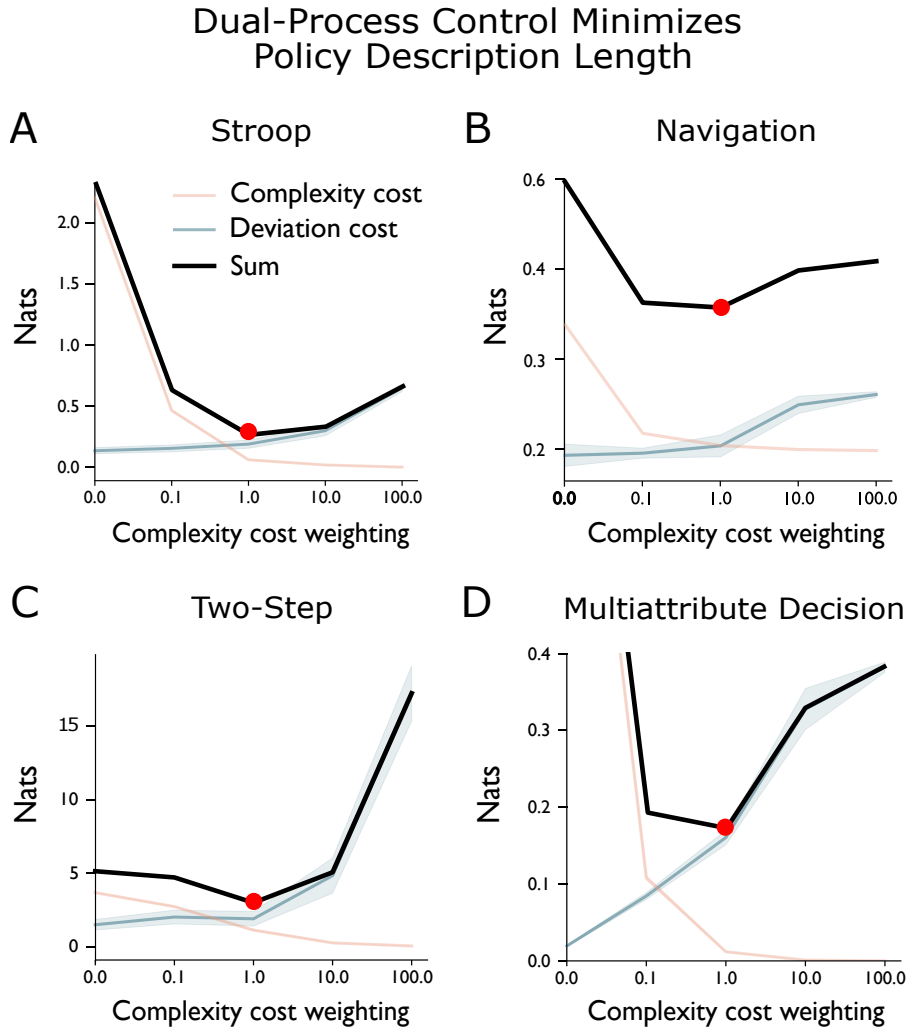 Dual-Process Control Minimizes
Policy Description Length
A
Stroop
Nats
2.0
1.5
1.0
0.5
0.0
Complexity cost
Deviation cost
Sum
0.0 0.1 1.0 10.0 100.0
Complexity cost weighting
B
Navigation
Nats
0.6
0.4
0.3
0.2
0.0 0.1 1.0 10.0 100.0
Complexity cost weighting
C
Two-Step
Nats
15
10
5
0
0.0 0.1 1.0 10.0 100.0
Complexity cost weighting
D
Multiattribute Decision
Nats
0.4
0.3
0.2
0.1
0.0
0.0 0.1 1.0 10.0 100.0
Complexity cost weighting